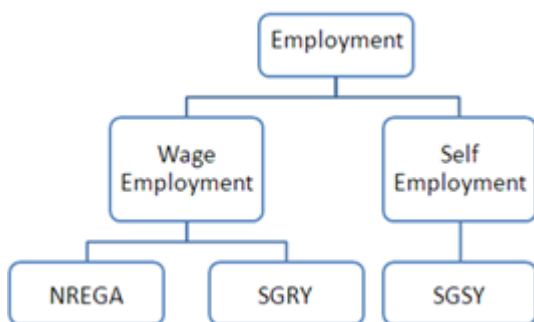 Employment
Wage
Employment
Self
Employment
NREGA
SGRY
SGSY